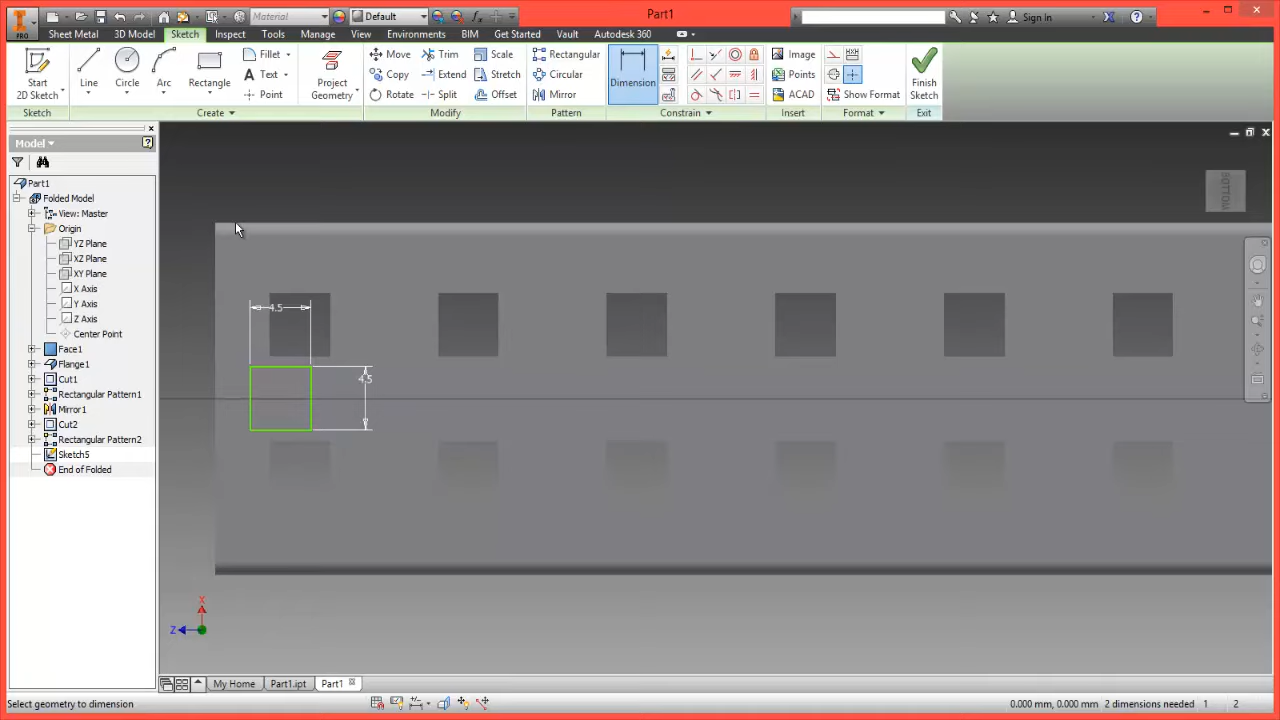 Material
Default
Part1
Sign In
PRO
Sheet Metal
3D Model
Sketch
Inspect
Tools
Manage
View
Environments
BIM
Get Started
Vault
Autodesk 360
Start
2D Sketch
Line
Circle
Arc
Rectangle
Fillet
Text
Point
Project
Geometry
Move
Copy
Rotate
Trim
Extend
Split
Scale
Stretch
Offset
Rectangular
Circular
Mirror
Dimension
Image
Points
ACAD
Show Format
Finish
Sketch
Sketch
Create
Modify
Pattern
Constrain
Insert
Format
Exit
Model
Part1
Folded Model
View: Master
Origin
YZ Plane
XZ Plane
XY Plane
X Axis
Y Axis
Z Axis
Center Point
Face1
Flange1
Cut1
Rectangular Pattern1
Mirror1
Cut2
Rectangular Pattern2
Sketch5
End of Folded
BOTTOM
4.5
4.5
X
Z
My Home
Part1.ipt
Part1
Select geometry to dimension
0.000 mm, 0.000 mm
2 dimensions needed
1
2